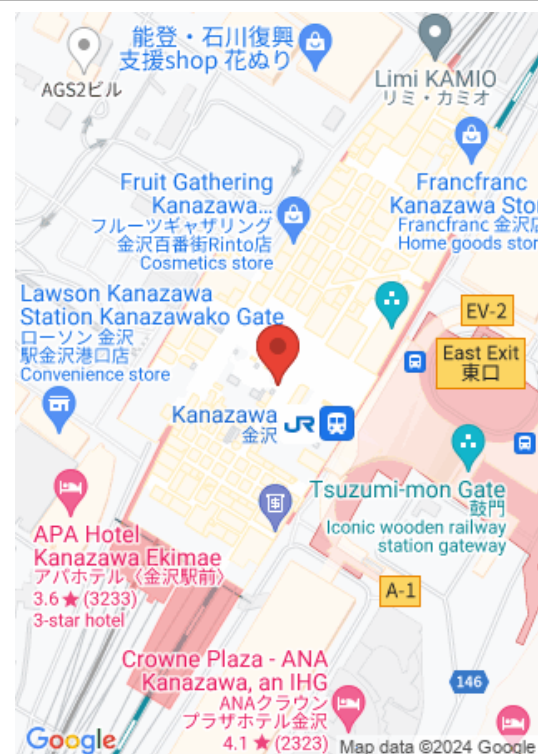 能登・石川復興
支援shop 花ぬり
AGS2ビル
Limi KAMIO
リミ・カミオ
Fruit Gathering
Kanazawa...
フルーツギャザリング
金沢百番街Rinto店
Cosmetics store
Francfranc
Kanazawa Sto
Francfranc 金沢店
Home goods stor
Lawson Kanazawa
Station Kanazawako Gate
ローソン 金沢
駅金沢港口店
Convenience store
EV-2
East Exit
東口
Kanazawa
金沢
JR
Tsuzumi-mon Gate
鼓門
Iconic wooden railway
station gateway
APA Hotel
Kanazawa Ekimae
アパホテル〈金沢駅前〉
3.6★(3233)
3-star hotel
A-1
Crowne Plaza - ANA
Kanazawa, an IHG
ANAクラウン
プラザホテル金沢
4.1★(2323)
146
Google
Map data ©2024 Google